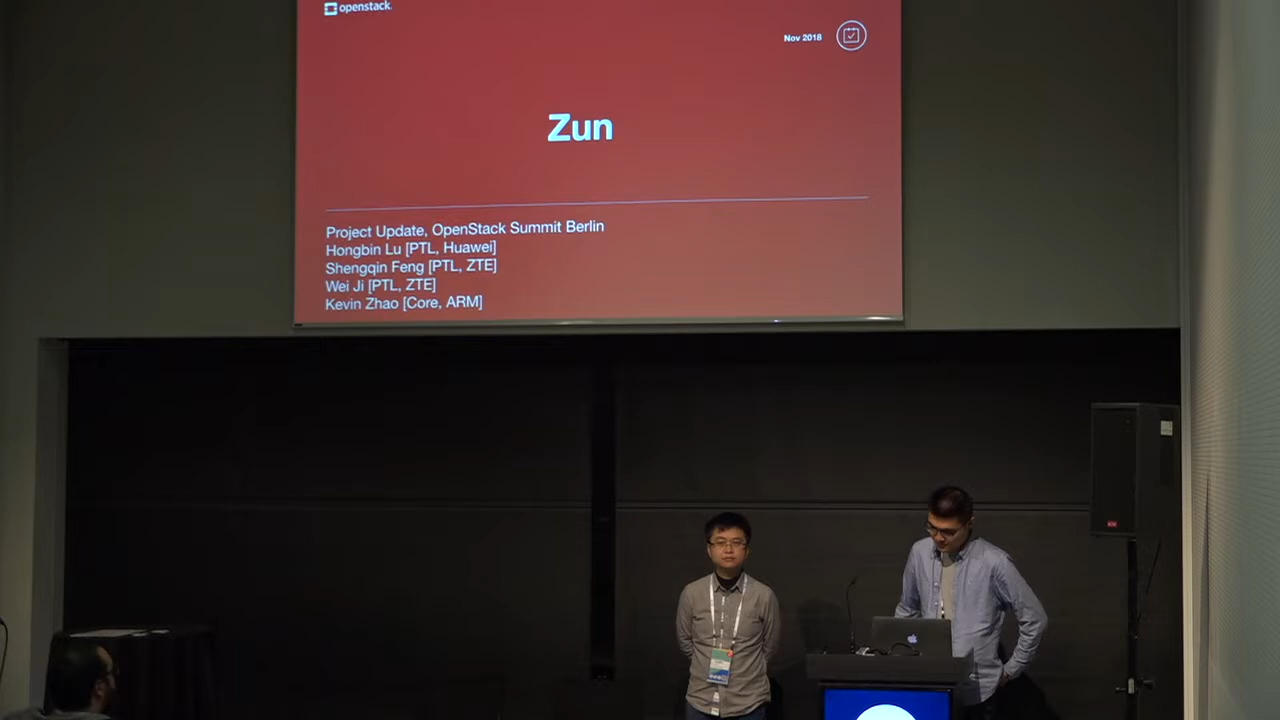 openstack.
Nov 2018
Zun
Project Update, OpenStack Summit Berlin
Hongbin Lu [PTL, Huawei]
Shengqin Feng [PTL, ZTE]
Wei Ji [PTL, ZTE]
Kevin Zhao [Core, ARM]